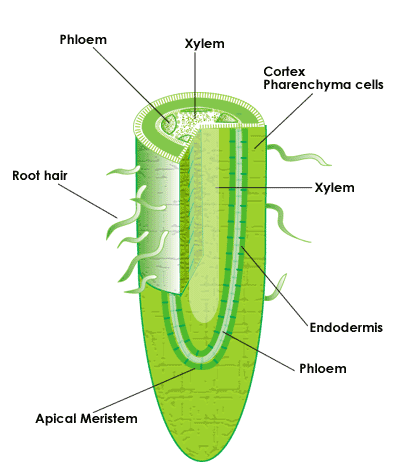 Phloem
Xylem
Cortex
Pharenchyma cells
Root hair
Xylem
Endodermis
Phloem
Apical Meristem